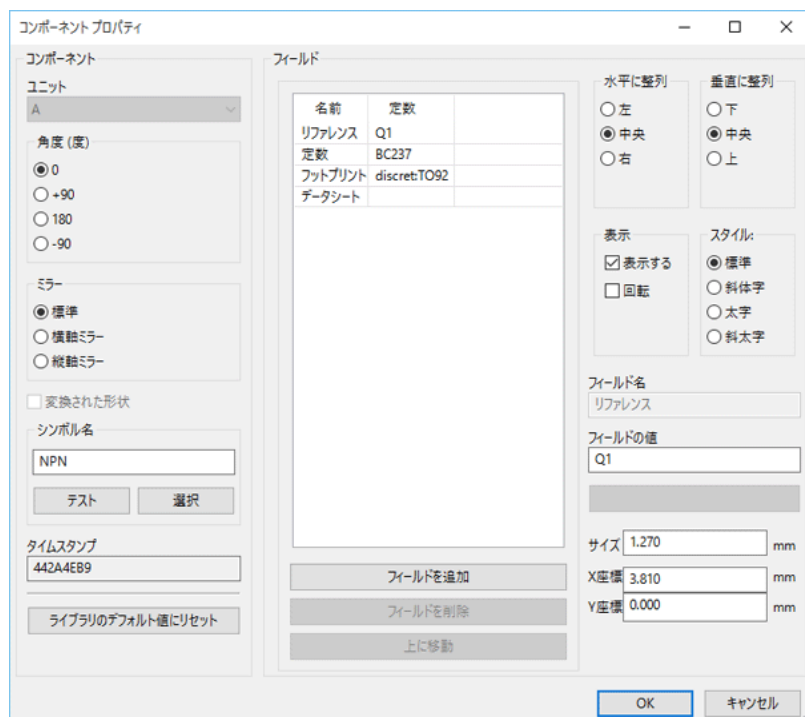 コンポーネント プロパティ
コンポーネント
ユニット
A
角度 (度)
0
+90
180
-90
ミラー
標準
横軸ミラー
縦軸ミラー
変換された形状
シンボル名
NPN
テスト 選択
タイムスタンプ
442A4EB9
ライブラリのデフォルト値にリセット
フィールド
名前 定数
リファレンス Q1
定数 BC237
フットプリント discret:TO92
データシート
フィールドを追加
フィールドを削除
上に移動
水平に整列
左
中央
右
垂直に整列
下
中央
上
表示
表示する
回転
スタイル:
標準
斜体字
太字
斜太字
フィールド名
リファレンス
フィールドの値
Q1
サイズ 1.270 mm
X座標 3.810 mm
Y座標 0.000 mm
OK キャンセル